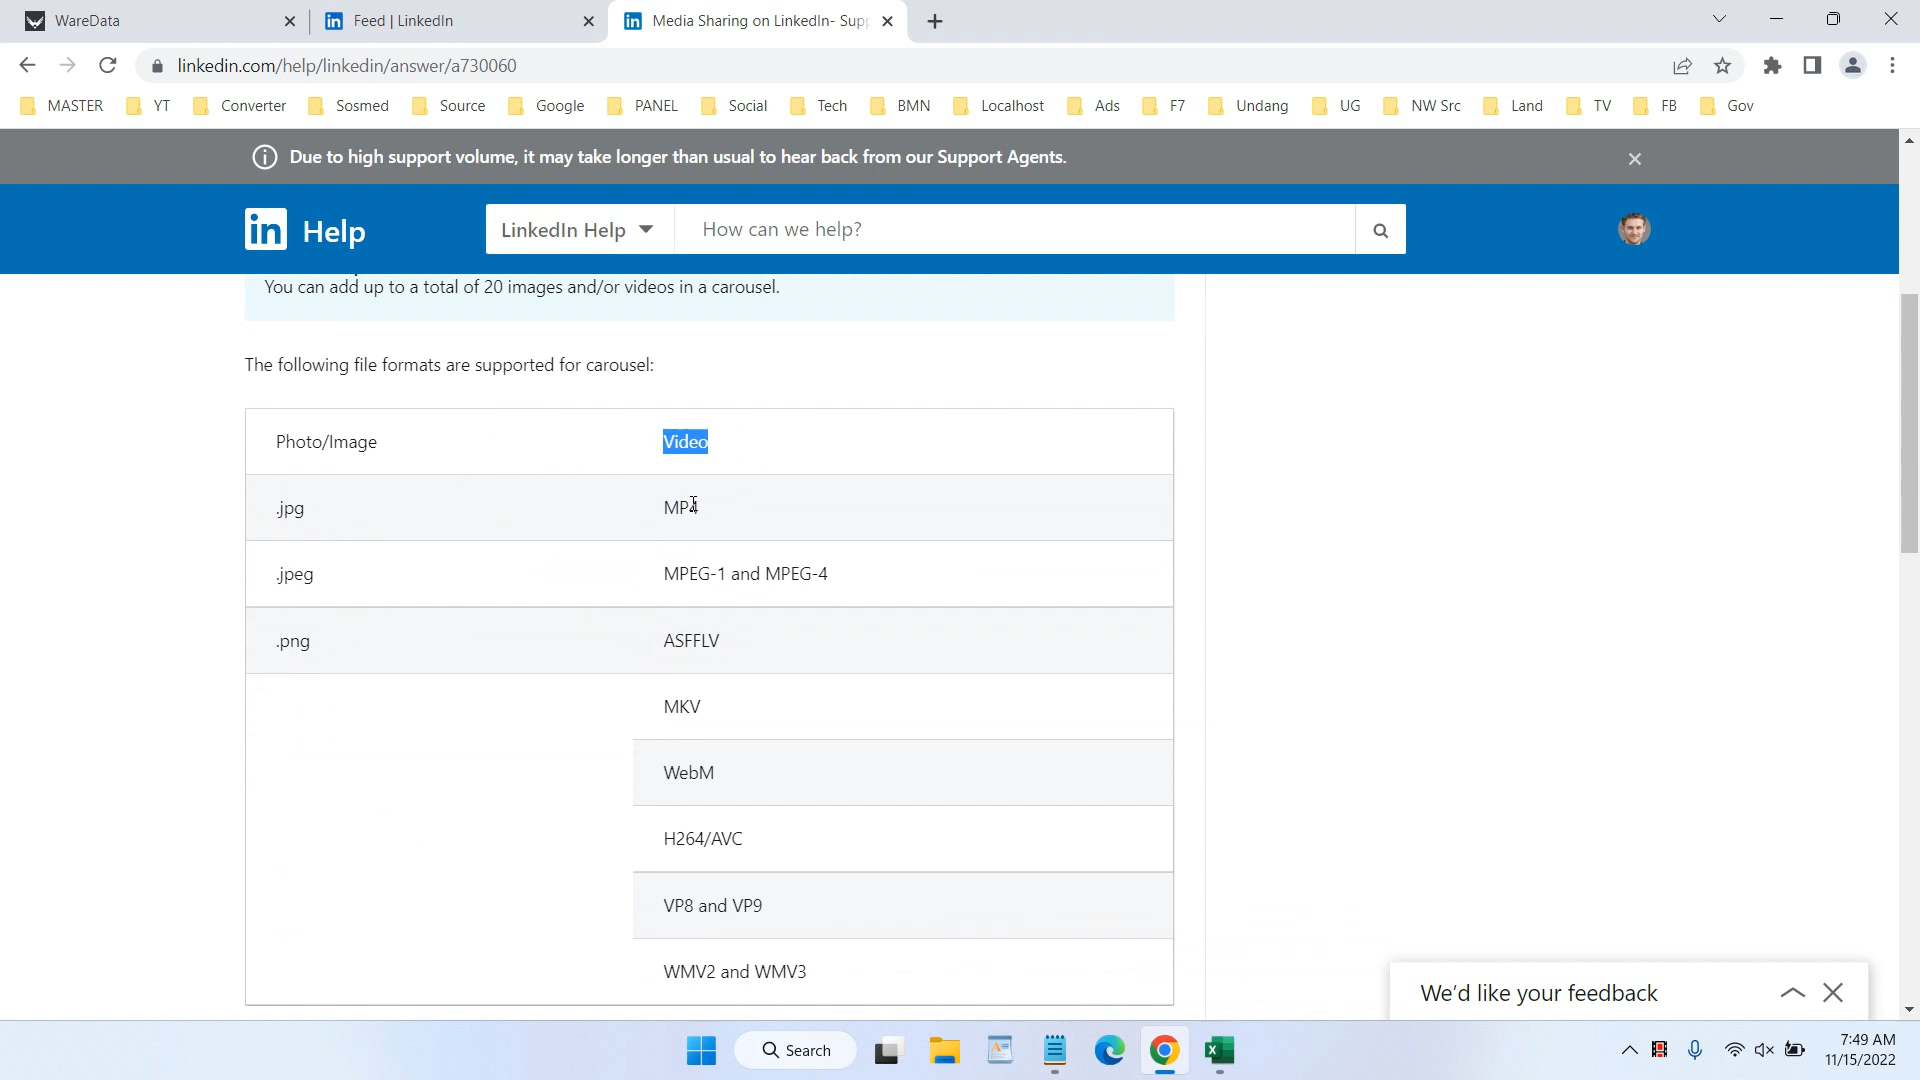 WareData
Feed | LinkedIn
Media Sharing on LinkedIn- Supp
linkedin.com/help/linkedin/answer/a730060
MASTER YT Converter Sosmed Source Google PANEL Social Tech BMN Localhost Ads F7 Undang UG NW Src Land TV FB Gov
Due to high support volume, it may take longer than usual to hear back from our Support Agents.
in Help
LinkedIn Help
How can we help?
You can add up to a total of 20 images and/or videos in a carousel.
The following file formats are supported for carousel:
Photo/Image Video
.jpg MP4
.jpeg MPEG-1 and MPEG-4
.png ASFFLV
MKV
WebM
H264/AVC
VP8 and VP9
WMV2 and WMV3
We'd like your feedback
Search
7:49 AM
11/15/2022